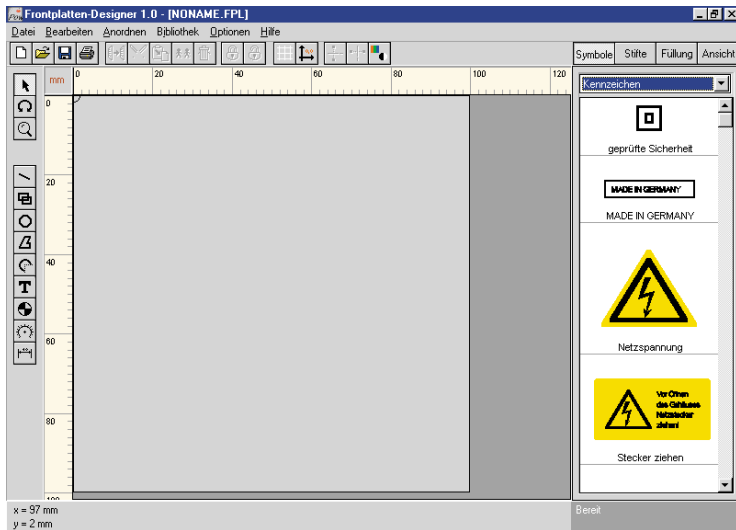 Frontplatten-Designer 1.0 - [NONAME.FPL]
Datei Bearbeiten Anordnen Bibliothek Optionen Hilfe
Symbole Stifte Füllung Ansicht
mm 0 20 40 60 80 100 120
Kennzeichen
0
20
40
60
80
100
geprüfte Sicherheit
MADE IN GERMANY
MADE IN GERMANY
Netzspannung
Vor Öffnen
des Gehäuses
Netzstecker
ziehen!
Stecker ziehen
T
x = 97 mm
y = 2 mm
Bereit